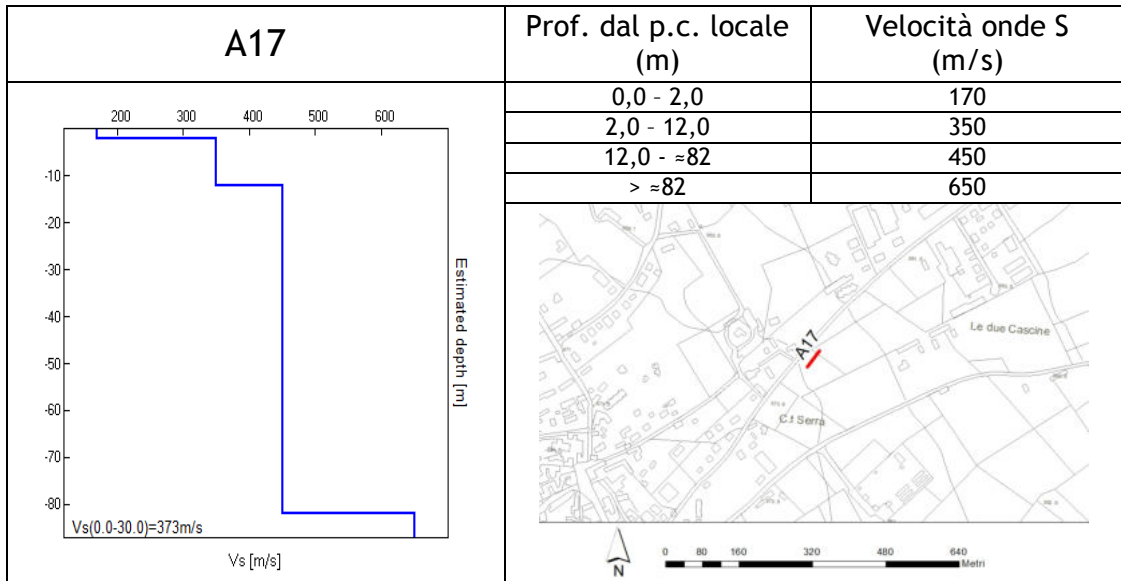 A17
Prof. dal p.c. locale
(m)
Velocità onde S
(m/s)
0,0 – 2,0
170
2,0 – 12,0
350
12,0 - ≈82
450
> ≈82
650
200 300 400 500 600
-10
-20
-30
-40
-50
-60
-70
-80
Estimated depth [m]
Vs(0.0-30.0)=373m/s
Vs [m/s]
A17
Le due Cascine
C.t Serra
N
0 80 160 320 480 640
Metri